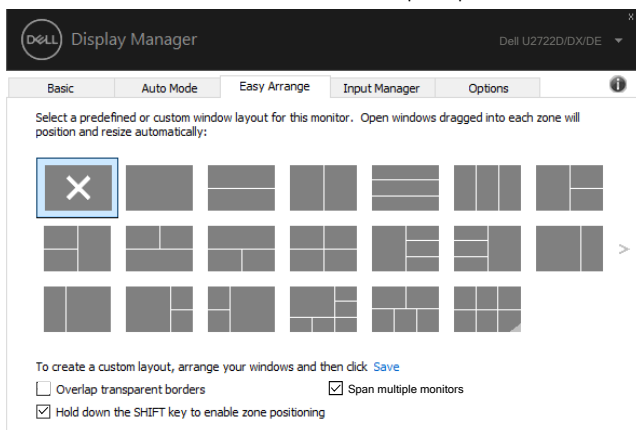 DELL Display Manager
Dell U2722D/DX/DE
Basic Auto Mode Easy Arrange Input Manager Options
Select a predefined or custom window layout for this monitor. Open windows dragged into each zone will
position and resize automatically:
To create a custom layout, arrange your windows and then click Save
Overlap transparent borders
Span multiple monitors
Hold down the SHIFT key to enable zone positioning